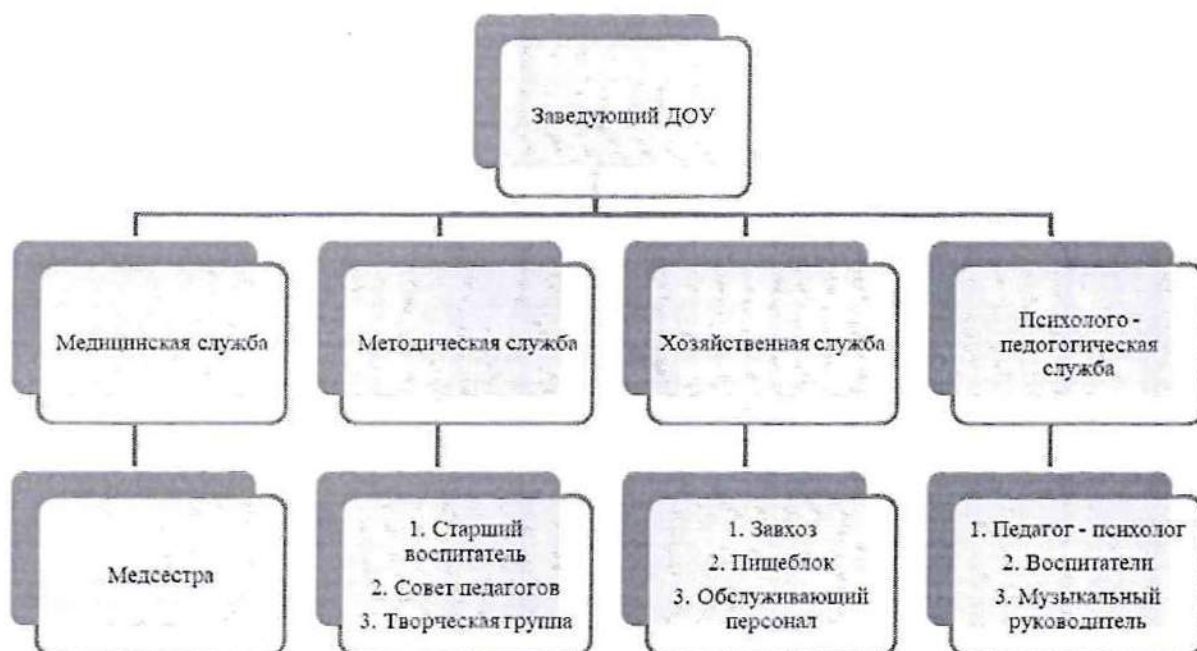 Заведующий ДОУ
Медицинская служба
Методическая служба
Хозяйственная служба
Психолого -
педогогическая
служба
Медсестра
1. Старший
воспитатель
2. Совет педагогов
3. Творческая группа
1. Завхоз
2. Пищеблок
3. Обслуживающий
персонал
1. Педагог - психолог
2. Воспитатели
3. Музыкальный
руководитель